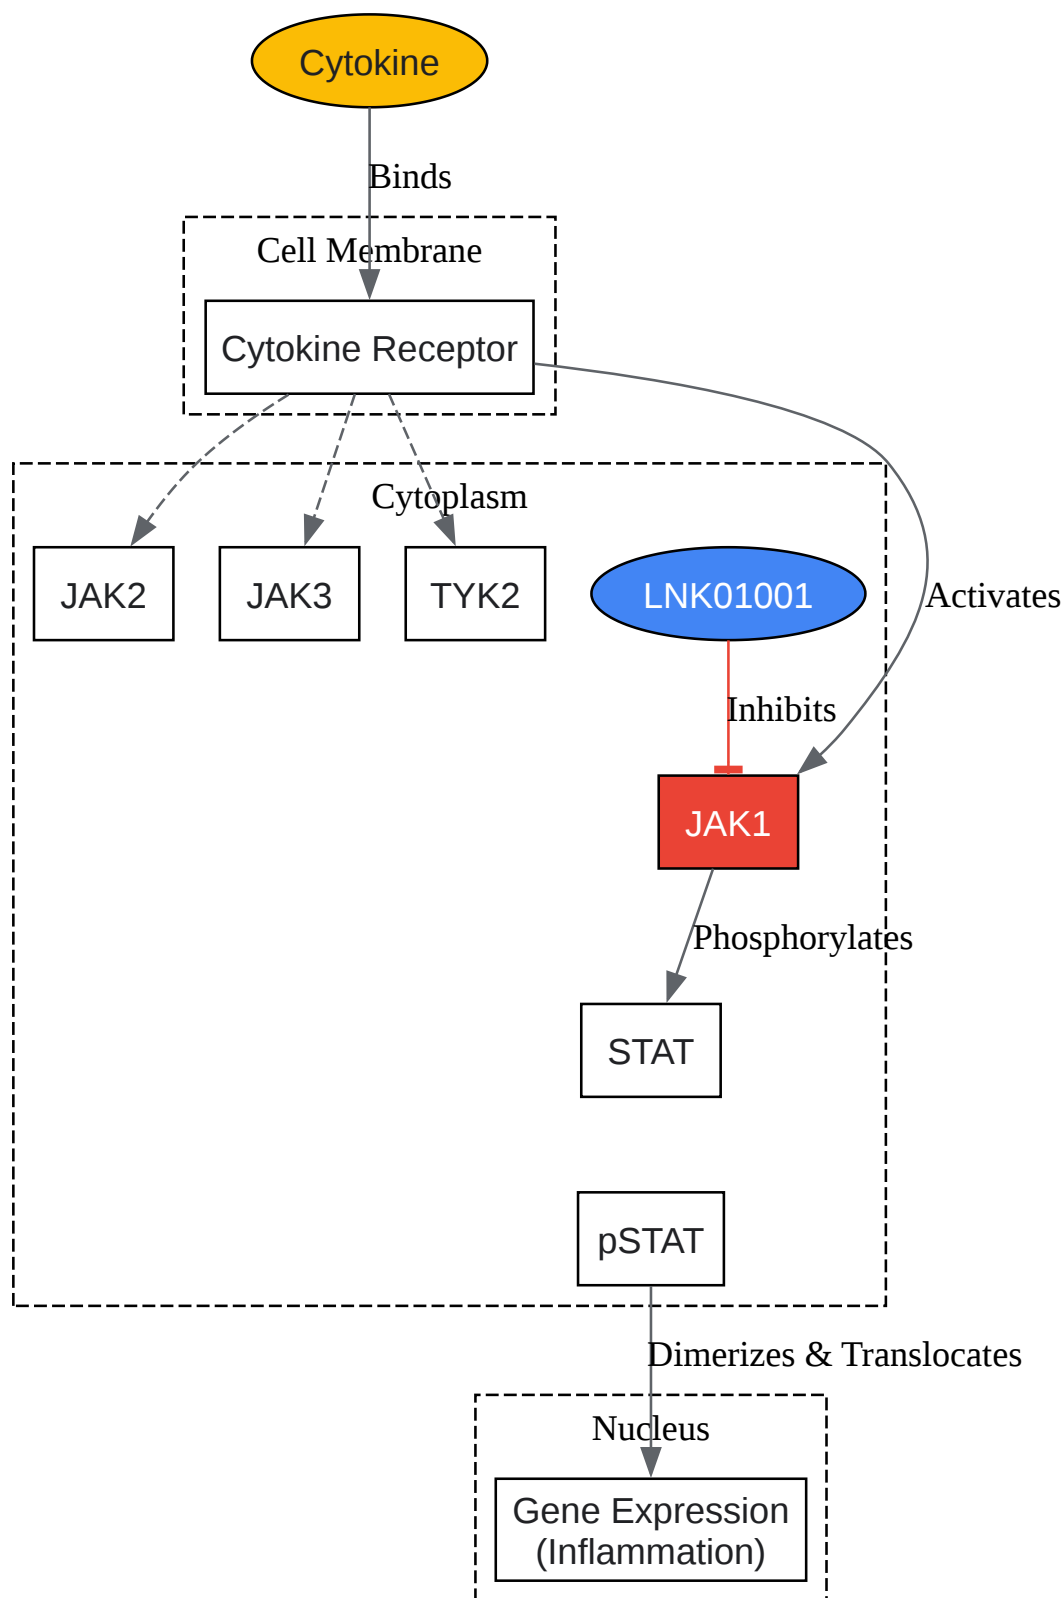 Cytokine
Binds
Cell Membrane
Cytokine Receptor
Cytoplasm
JAK2
JAK3
TYK2
LNK01001
Activates
Inhibits
JAK1
Phosphorylates
STAT
pSTAT
Dimerizes & Translocates
Nucleus
Gene Expression
(Inflammation)